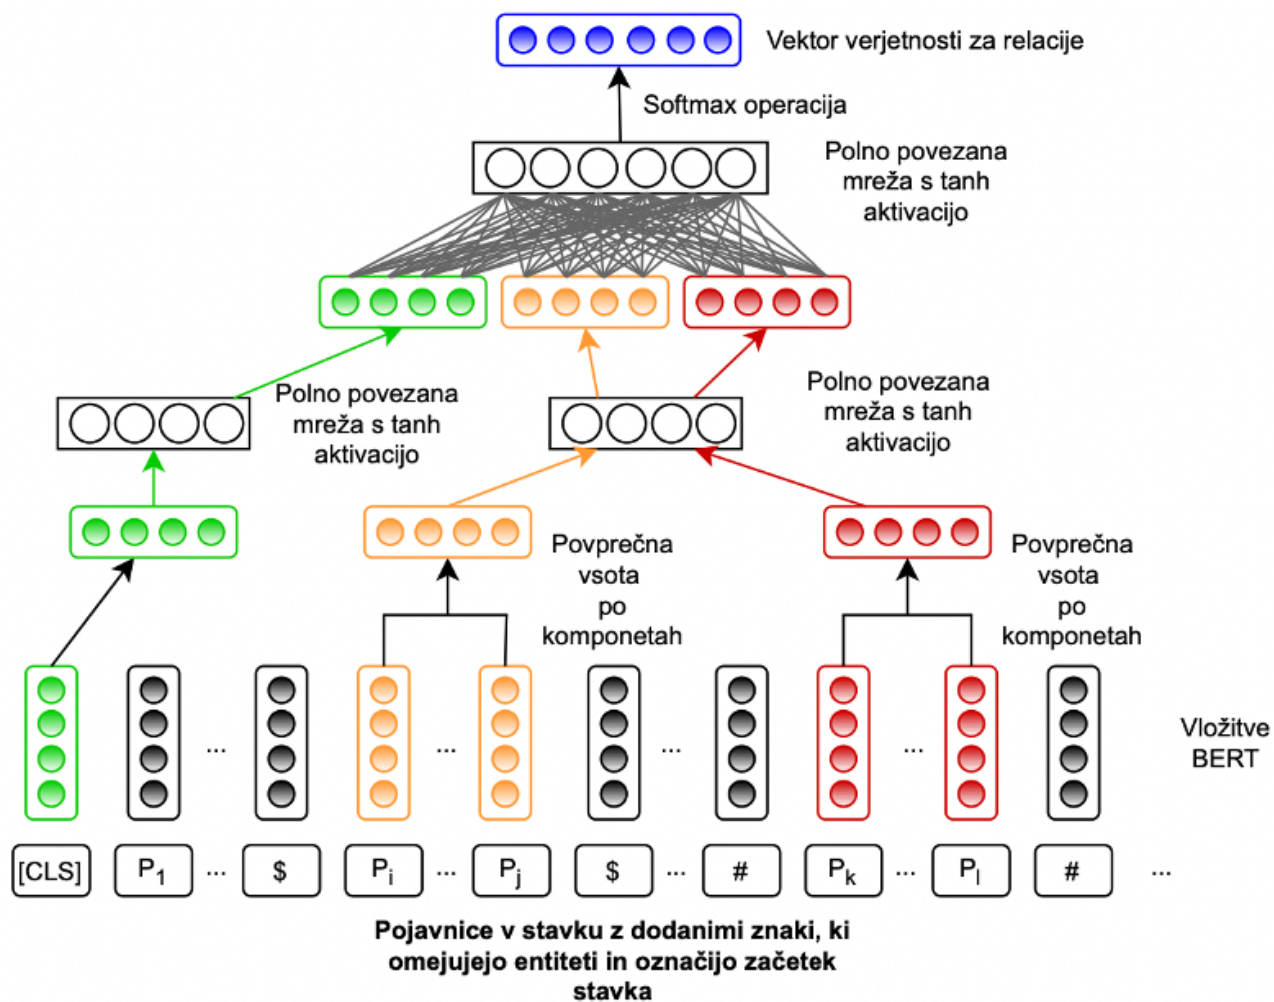 Vektor verjetnosti za relacije
Softmax operacija
Polno povezana
mreža s tanh
aktivacijo
Polno povezana
mreža s tanh
aktivacijo
Polno povezana
mreža s tanh
aktivacijo
Povprečna
vsota
po
komponetah
Povprečna
vsota
po
komponetah
... ... ... ...
Vložitve
BERT
[CLS] P1 ... $ Pi ... Pj $ ... # Pk ... Pl # ...
Pojavnice v stavku z dodanimi znaki, ki
omejujejo entiteti in označijo začetek
stavka